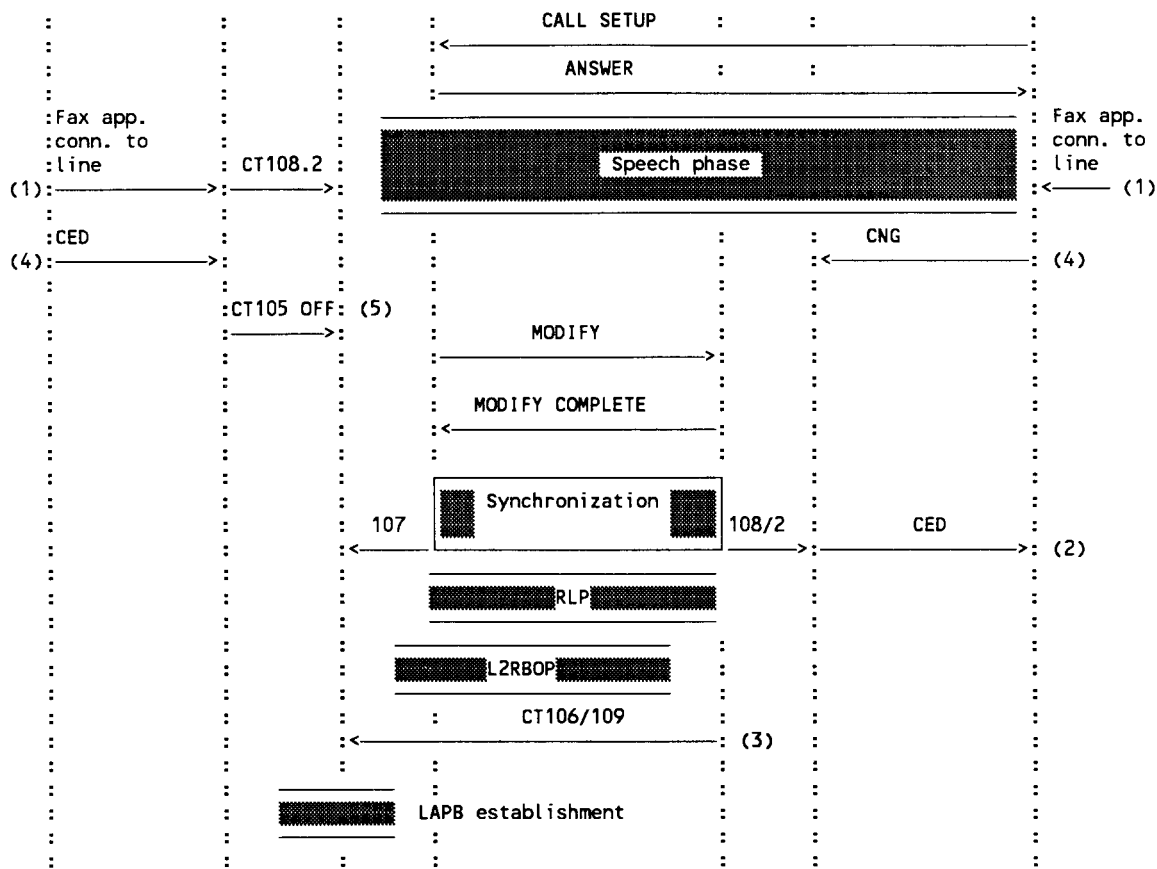 CALL SETUP
ANSWER
Fax app.
conn. to
line
CT108.2
Speech phase
Fax app.
conn. to
line
(1)
(1)
CED
CNG
(4)
(4)
CT105 OFF
(5)
MODIFY
MODIFY COMPLETE
Synchronization
107
108/2
CED
(2)
RLP
L2RBOP
CT106/109
(3)
LAPB establishment